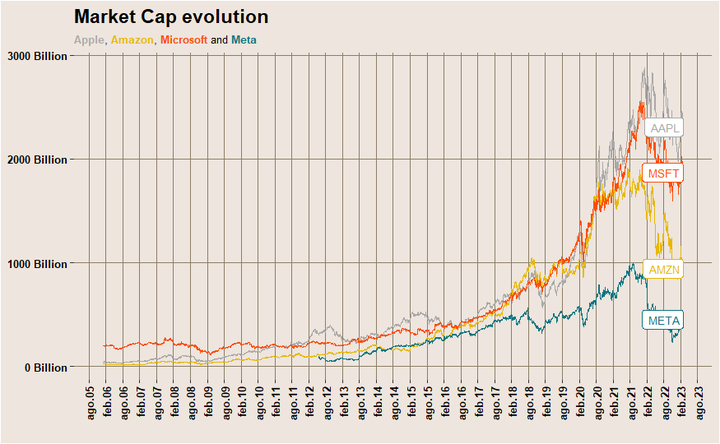 Market Cap evolution
Apple, Amazon, Microsoft and Meta
3000 Billion
2000 Billion
1000 Billion
0 Billion
AAPL
MSFT
AMZN
META
ago.05
feb.06
ago.06
feb.07
ago.07
feb.08
ago.08
feb.09
ago.09
feb.10
ago.10
feb.11
ago.11
feb.12
ago.12
feb.13
ago.13
feb.14
ago.14
feb.15
ago.15
feb.16
ago.16
feb.17
ago.17
feb.18
ago.18
feb.19
ago.19
feb.20
ago.20
feb.21
ago.21
feb.22
ago.22
feb.23
ago.23